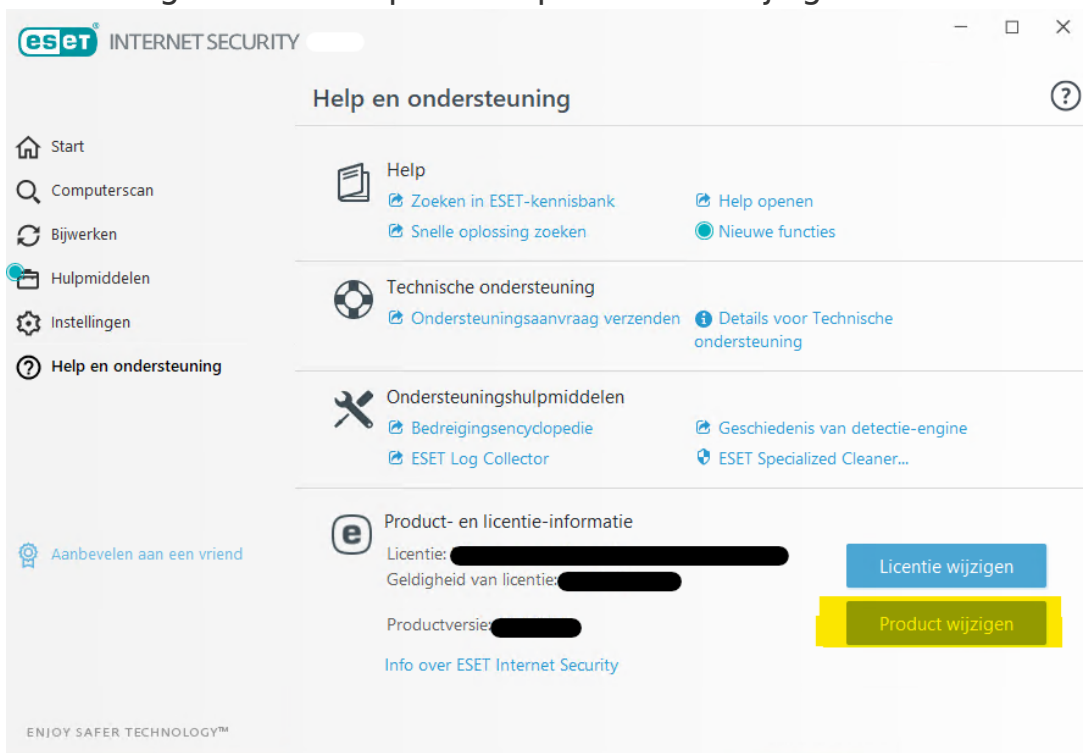 eset INTERNET SECURITY
Help en ondersteuning
Start
Computerscan
Bijwerken
Hulpmiddelen
Instellingen
Help en ondersteuning
Aanbevelen aan een vriend
ENJOY SAFER TECHNOLOGY™
Help
Zoeken in ESET-kennisbank
Help openen
Snelle oplossing zoeken
Nieuwe functies
Technische ondersteuning
Ondersteuningsaanvraag verzenden
Details voor Technische
ondersteuning
Ondersteuningshulpmiddelen
Bedreigingsencyclopedie
Geschiedenis van detectie-engine
ESET Log Collector
ESET Specialized Cleaner...
Product- en licentie-informatie
Licentie:
Geldigheid van licentie:
Productversie:
Info over ESET Internet Security
Licentie wijzigen
Product wijzigen